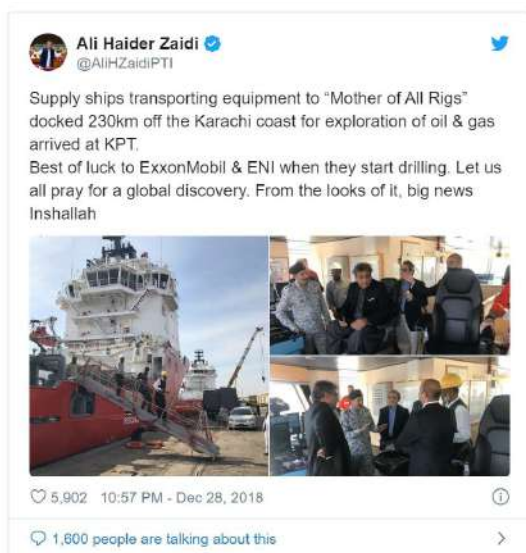 Ali Haider Zaidi
@AliHZaidiPTI
Supply ships transporting equipment to “Mother of All Rigs”
docked 230km off the Karachi coast for exploration of oil & gas
arrived at KPT.
Best of luck to ExxonMobil & ENI when they start drilling. Let us
all pray for a global discovery. From the looks of it, big news
Inshallah
5,902 10:57 PM - Dec 28, 2018
1,600 people are talking about this